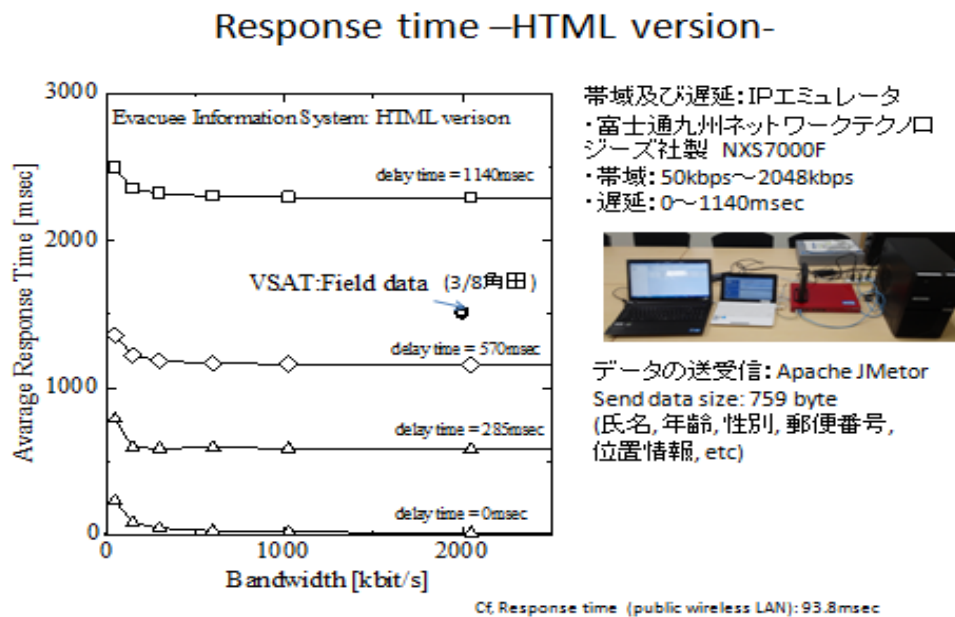 Response time –HTML version-
3000
2000
1000
0
0
1000
2000
Avarage Response Time [msec]
Bandwidth [kbit/s]
Evacuee Information System: HTML verison
delay time = 1140msec
VSAT:Field data (3/8角田)
delay time = 570msec
delay time = 285msec
delay time = 0msec
帯域及び遅延: IPエミュレータ
・富士通九州ネットワークテクノロ
ジーズ社製 NXS7000F
・帯域: 50kbps～2048kbps
・遅延: 0～1140msec
データの送受信: Apache JMetor
Send data size: 759 byte
(氏名, 年齢, 性別, 郵便番号,
位置情報, etc)
Cf, Response time (public wireless LAN): 93.8msec